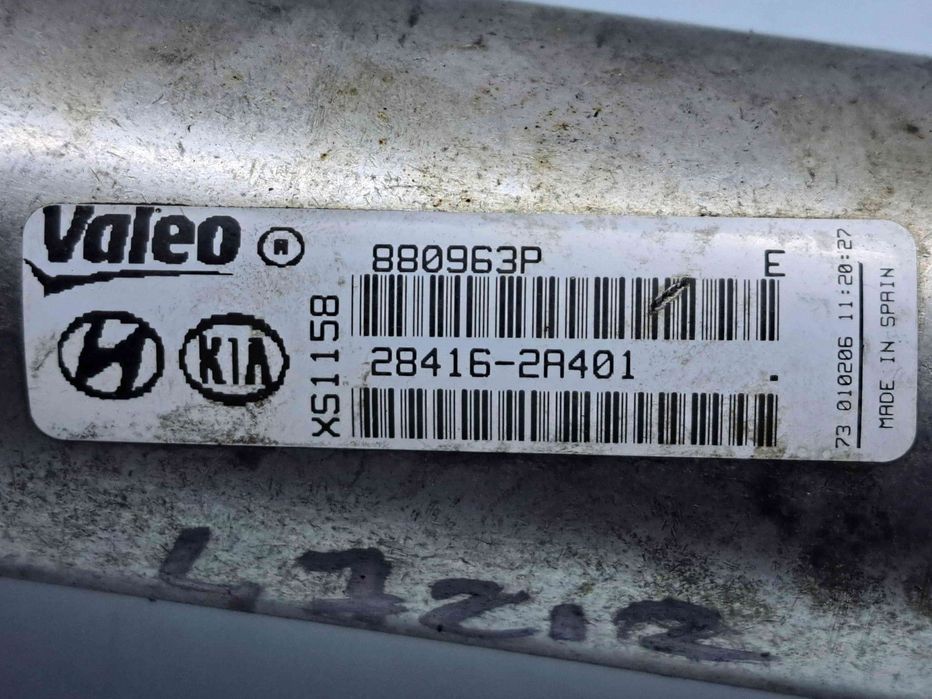 Valeo ®
KIA
XS1158
880963P E
28416-2A401 .
73 010206 11:20:27
MADE IN SPAIN